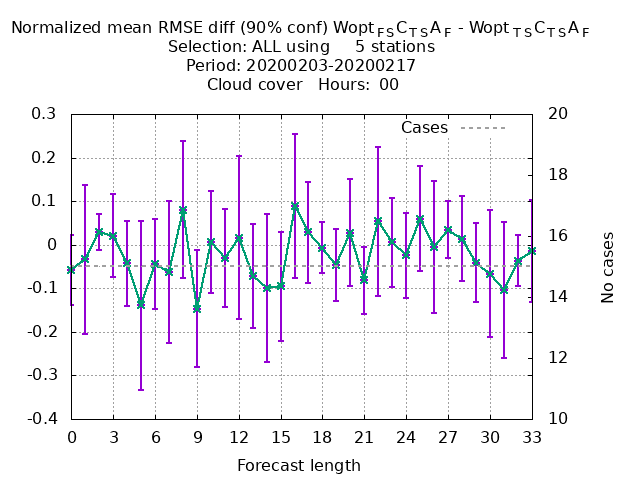 Normalized mean RMSE diff (90% conf) Wopt FS C TS A F - Wopt TS C TS A F
Selection: ALL using 5 stations
Period: 20200203-20200217
Cloud cover Hours: 00
Cases
0.3
0.2
0.1
0
-0.1
-0.2
-0.3
-0.4
20
18
16
14
12
10
No cases
0 3 6 9 12 15 18 21 24 27 30 33
Forecast length